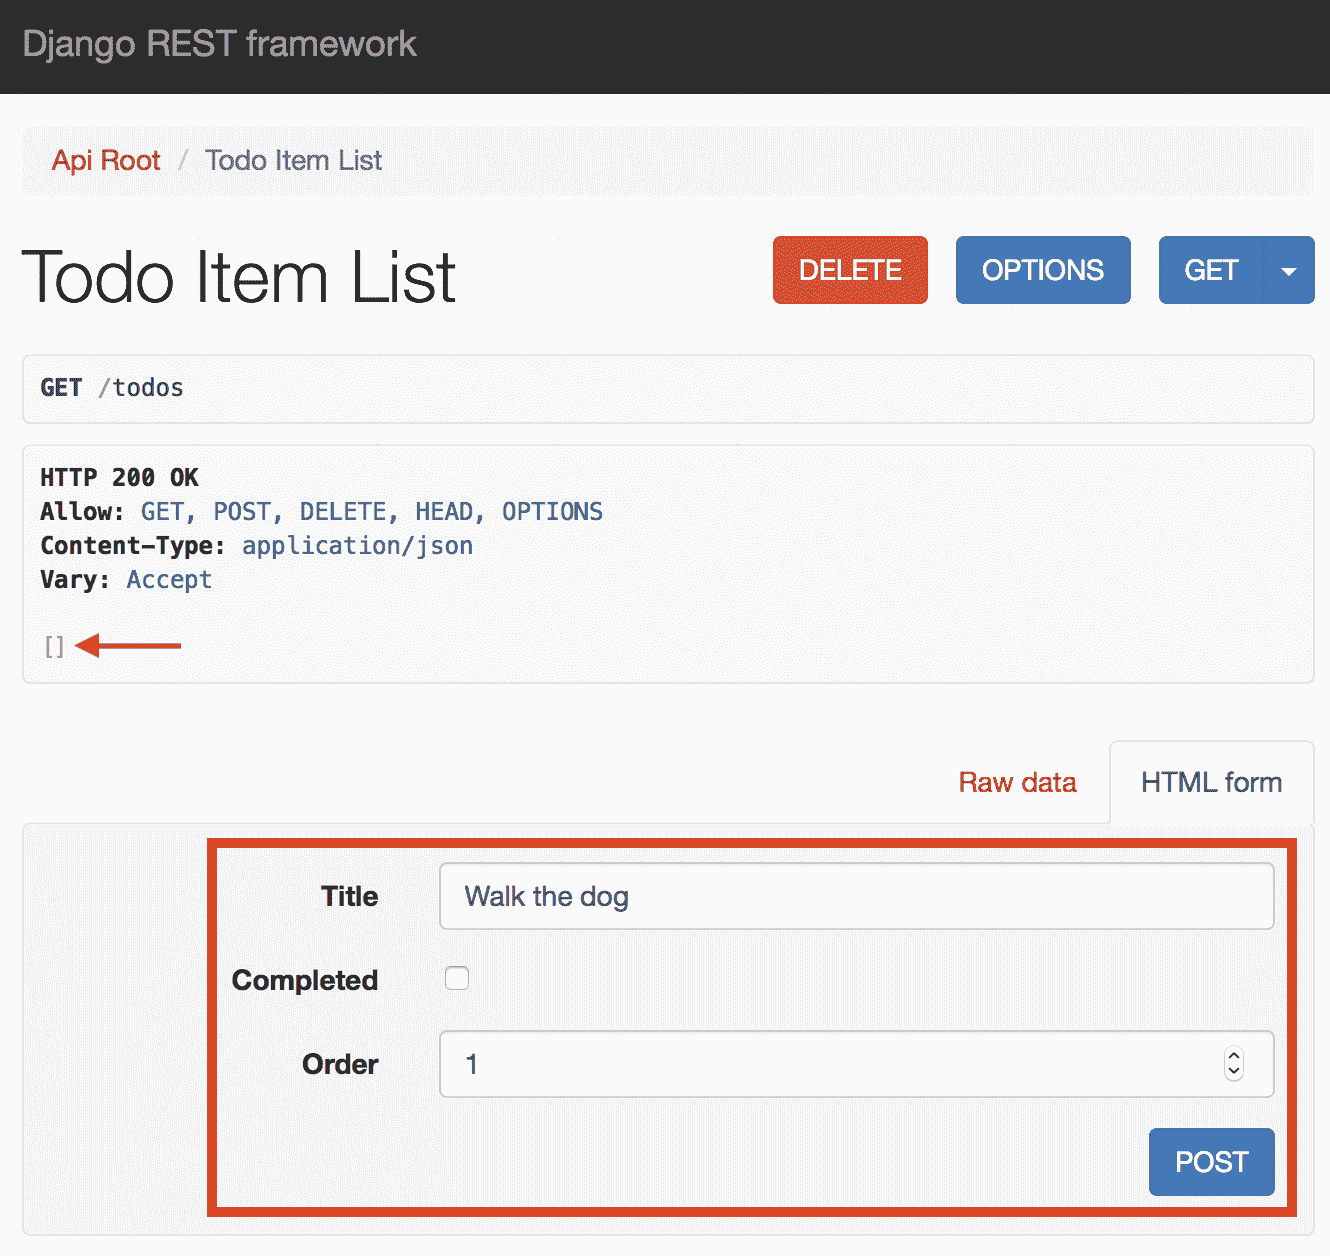 Django REST framework
Api Root / Todo Item List
Todo Item List
DELETE OPTIONS GET
GET /todos
HTTP 200 OK
Allow: GET, POST, DELETE, HEAD, OPTIONS
Content-Type: application/json
Vary: Accept
[]
Raw data HTML form
Title Walk the dog
Completed
Order 1
POST